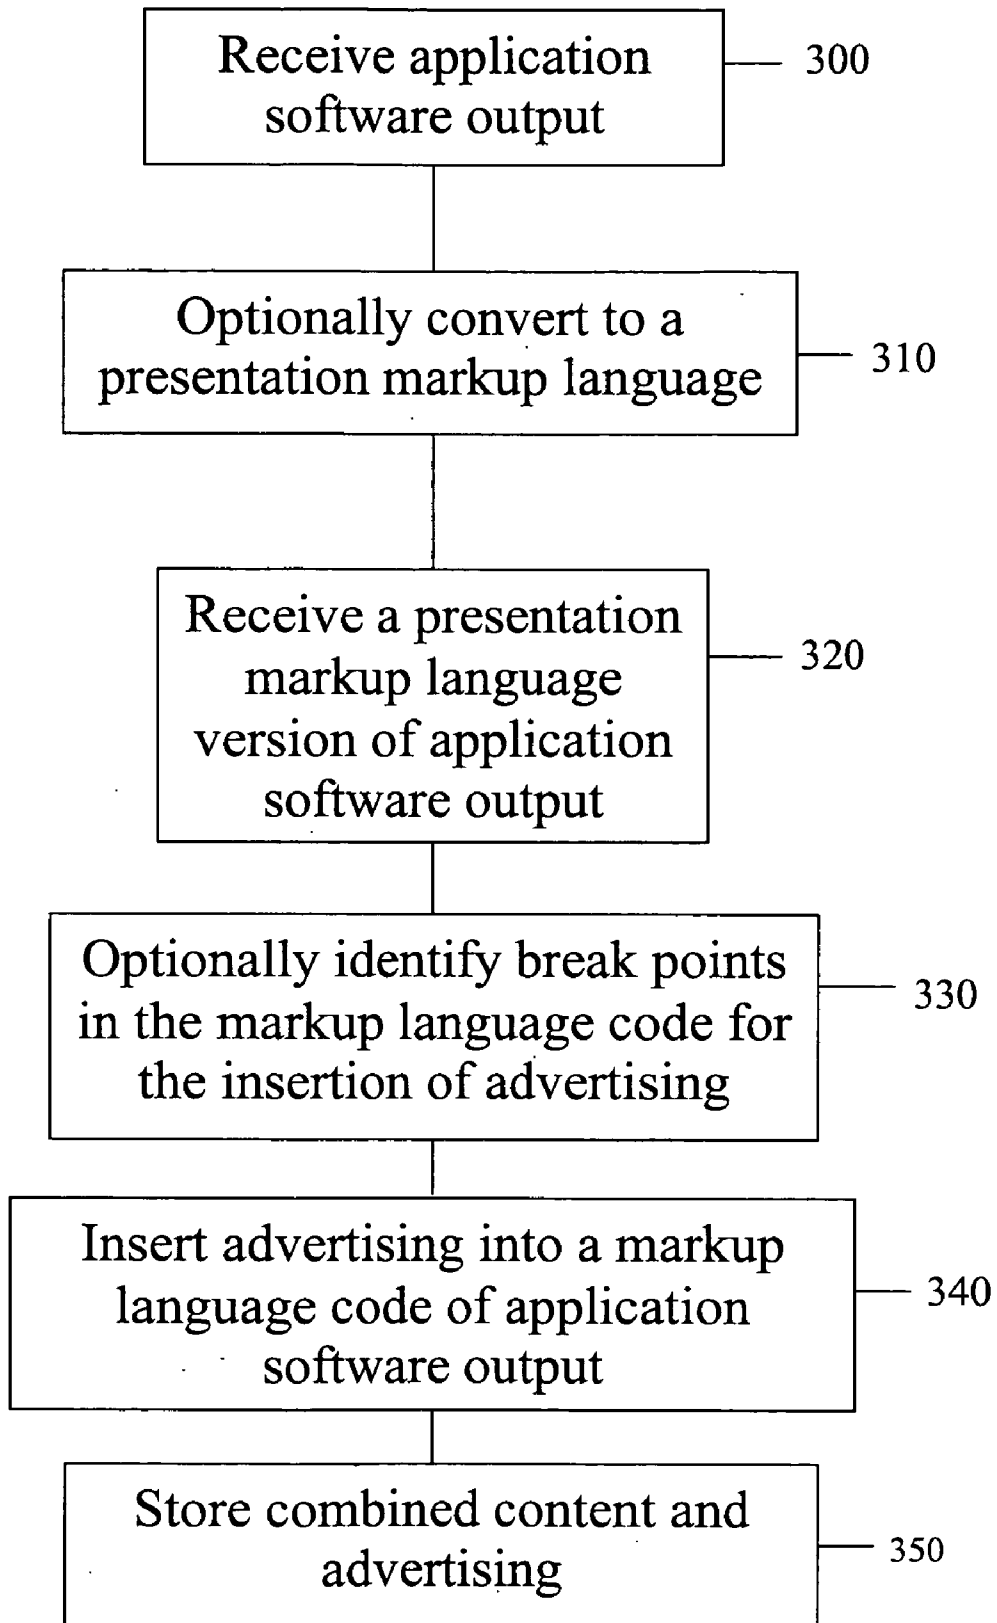 Receive application
software output
300
Optionally convert to a
presentation markup language
310
Receive a presentation
markup language
version of application
software output
320
Optionally identify break points
in the markup language code for
the insertion of advertising
330
Insert advertising into a markup
language code of application
software output
340
Store combined content and
advertising
350